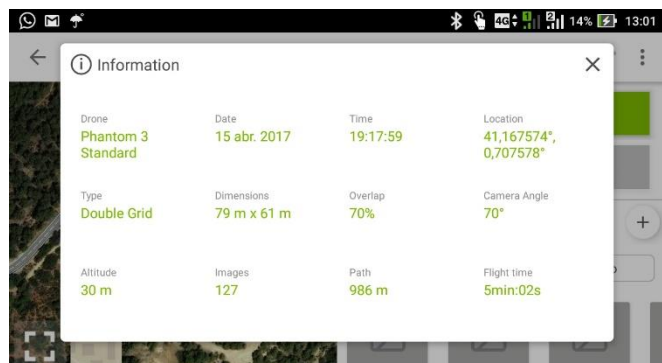 4G 1 2 14% 13:01
Information
Drone
Date
Time
Location
Phantom 3
Standard
15 abr. 2017
19:17:59
41,167574°,
0,707578°
Type
Dimensions
Overlap
Camera Angle
Double Grid
79 m x 61 m
70%
70°
Altitude
Images
Path
Flight time
30 m
127
986 m
5min:02s